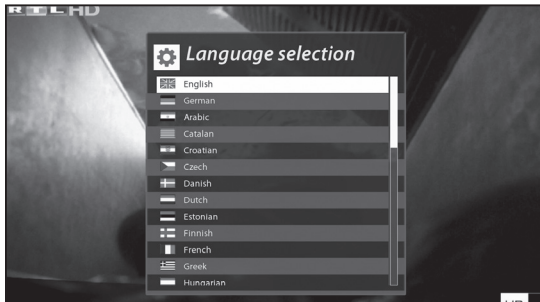 RTL HD
Language selection
English
German
Arabic
Catalan
Croatian
Czech
Danish
Dutch
Estonian
Finnish
French
Greek
Hungarian